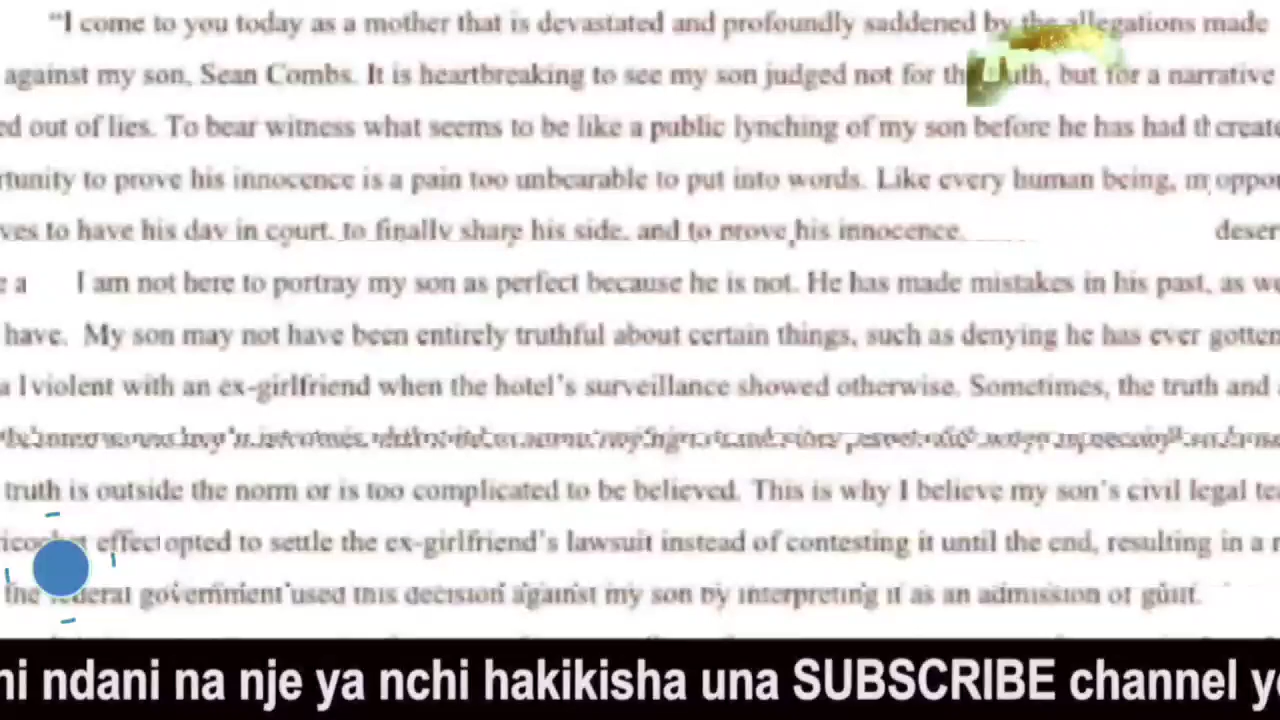 “I come to you today as a mother that is devastated and profoundly saddened by the allegations made
against my son, Sean Combs. It is heartbreaking to see my son judged not for the truth, but for a narrative
ed out of lies. To bear witness what seems to be like a public lynching of my son before he has had th create
rtunity to prove his innocence is a pain too unbearable to put into words. Like every human being, m oppor
ves to have his day in court, to finally share his side, and to prove his innocence. deser
e a I am not here to portray my son as perfect because he is not. He has made mistakes in his past, as we
have. My son may not have been entirely truthful about certain things, such as denying he has ever gotten
a l violent with an ex-girlfriend when the hotel’s surveillance showed otherwise. Sometimes, the truth and
truth is outside the norm or is too complicated to be believed. This is why I believe my son’s civil legal te
effect opted to settle the ex-girlfriend’s lawsuit instead of contesting it until the end, resulting in a r
the federal government used this decision against my son by interpreting it as an admission of guilt.
ni ndani na nje ya nchi hakikisha una SUBSCRIBE channel ye